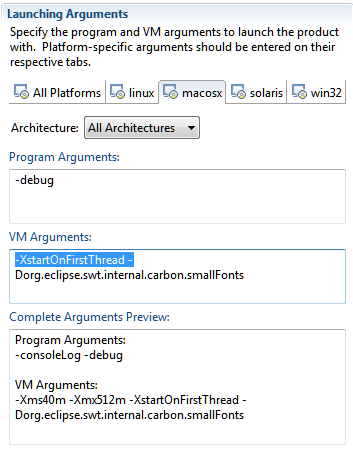 Launching Arguments
Specify the program and VM arguments to launch the product
with.  Platform-specific arguments should be entered on their
respective tabs.
All Platforms linux macosx solaris win32
Architecture: All Architectures
Program Arguments:
-debug
VM Arguments:
-XstartOnFirstThread -
Dorg.eclipse.swt.internal.carbon.smallFonts
Complete Arguments Preview:
Program Arguments:
-consoleLog -debug
VM Arguments:
-Xms40m -Xmx512m -XstartOnFirstThread -
Dorg.eclipse.swt.internal.carbon.smallFonts